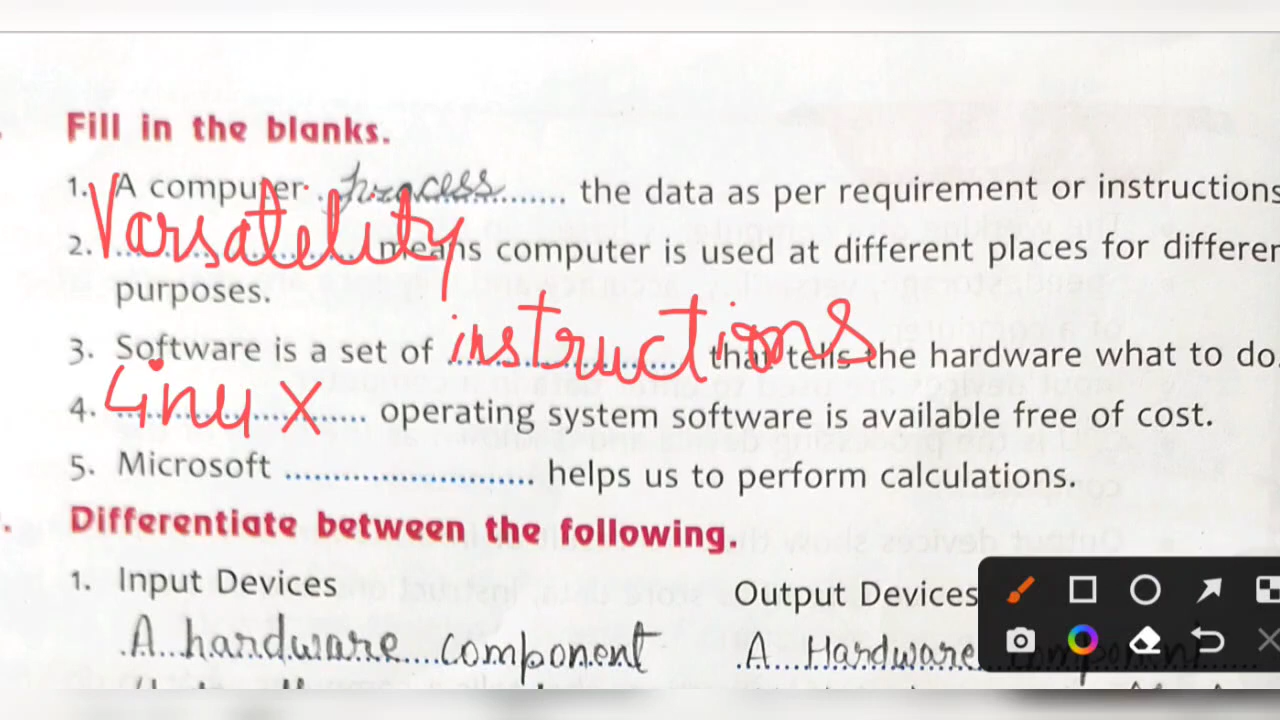 Fill in the blanks.
1. A computer process the data as per requirement or instructions
2. Varsatelity means computer is used at different places for differen
purposes.
3. Software is a set of instructions that tells the hardware what to do.
4. Linux operating system software is available free of cost.
5. Microsoft ........................ helps us to perform calculations.
Differentiate between the following.
1. Input Devices Output Devices
A hardware component A Hardware component